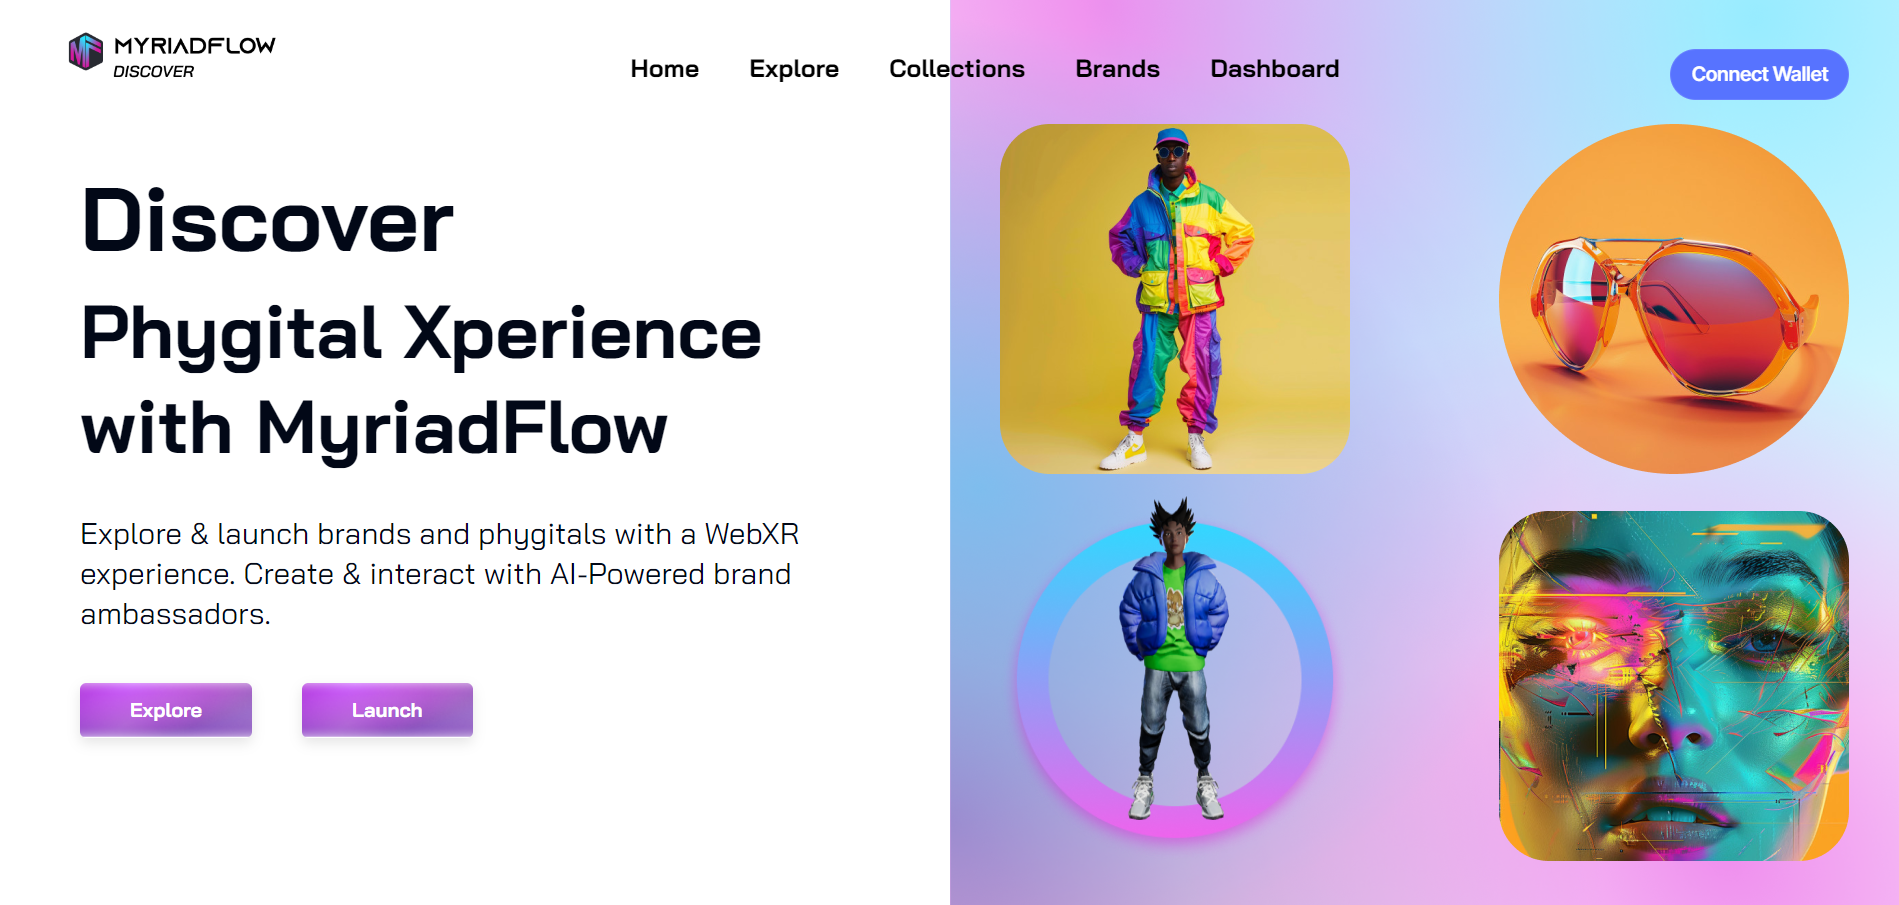 MYRIADFLOW
DISCOVER
Home Explore Collections Brands Dashboard
Connect Wallet
Discover
Phygital Xperience
with MyriadFlow
Explore & launch brands and phygitals with a WebXR
experience. Create & interact with AI-Powered brand
ambassadors.
Explore Launch